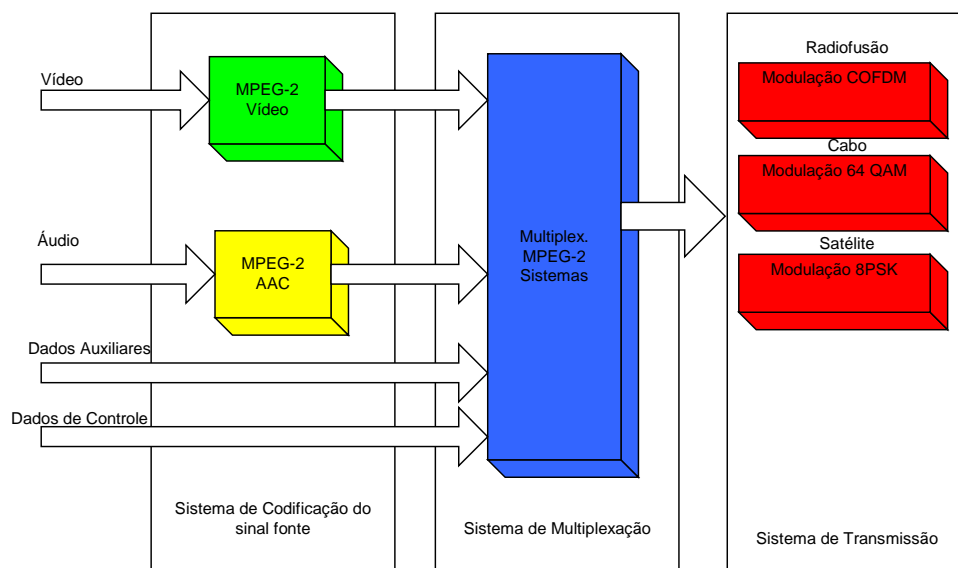 Vídeo
MPEG-2
Vídeo
Áudio
MPEG-2
AAC
Dados Auxiliares
Dados de Controle
Sistema de Codificação do
sinal fonte
Multiplex.
MPEG-2
Sistemas
Sistema de Multiplexação
Radiofusão
Modulação COFDM
Cabo
Modulação 64 QAM
Satélite
Modulação 8PSK
Sistema de Transmissão